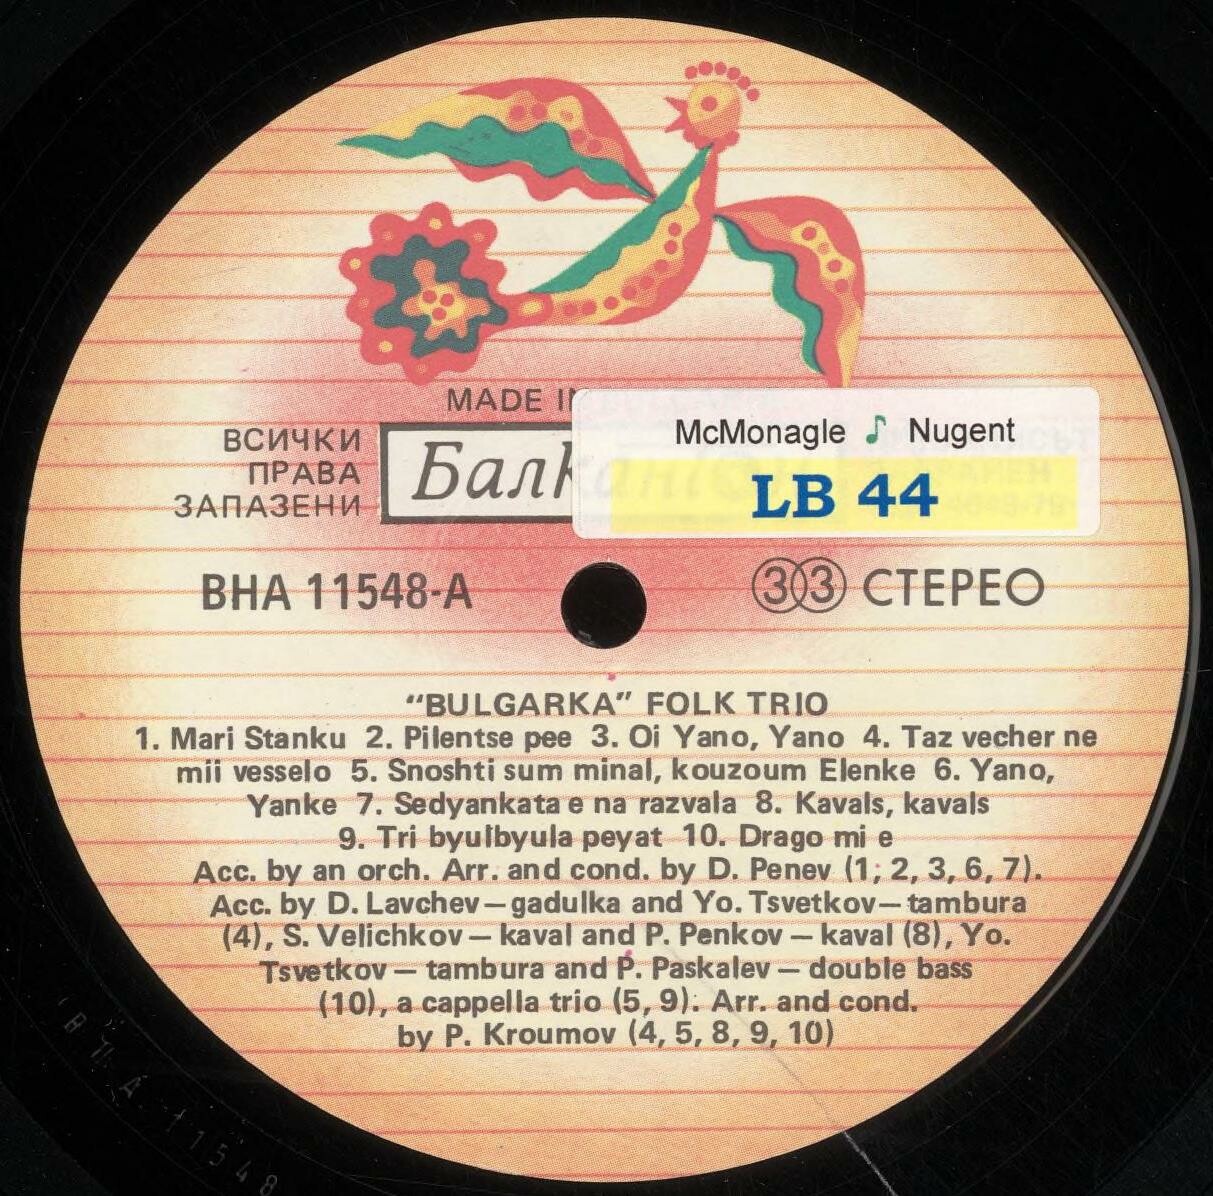 MADE IN
McMonagle Nugent
LB 44
ВСИЧКИ
ПРАВА
ЗАПАЗЕНИ
ВНА 11548-А
33 СТЕРЕО
“BULGARKA” FOLK TRIO
1. Mari Stanku 2. Pilentse pee 3. Oi Yano, Yano 4. Taz vecher ne
mii vesselo 5. Snoshti sum minal, kouzoum Elenke 6. Yano,
Yanke 7. Sedyankata e na razvala 8. Kavals, kavals
9. Tri byulbyula peyat 10. Drago mi e
Acc. by an orch. Arr. and cond. by D. Penev (1; 2, 3, 6, 7).
Acc. by D. Lavchev — gadulka and Yo. Tsvetkov — tambura
(4), S. Velichkov — kaval and P. Penkov — kaval (8), Yo.
Tsvetkov — tambura and P. Paskalev — double bass
(10), a cappella trio (5, 9). Arr. and cond.
by P. Kroumov (4, 5, 8, 9, 10)